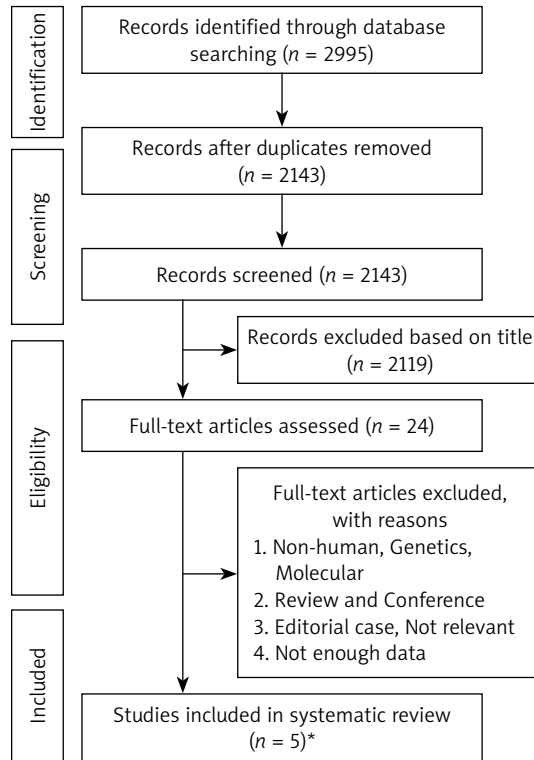 Identification
Records identified through database
searching (n = 2995)
Records after duplicates removed
(n = 2143)
Screening
Records screened (n = 2143)
Records excluded based on title
(n = 2119)
Eligibility
Full-text articles assessed (n = 24)
Full-text articles excluded,
with reasons
1. Non-human, Genetics,
Molecular
2. Review and Conference
3. Editorial case, Not relevant
4. Not enough data
Included
Studies included in systematic review
(n = 5)*